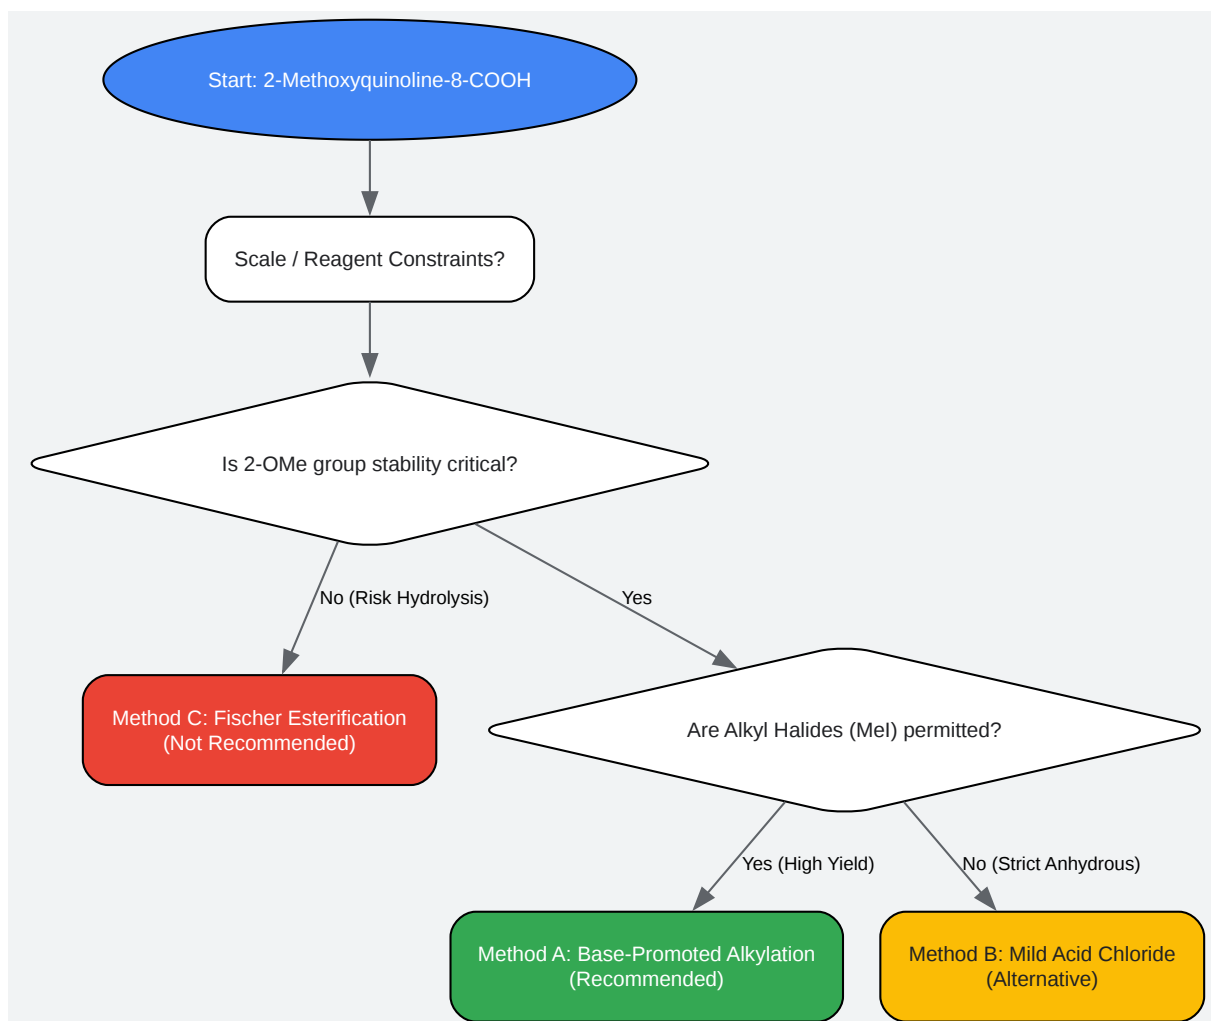 Start: 2-Methoxyquinoline-8-COOH
Scale / Reagent Constraints?
Is 2-OMe group stability critical?
No (Risk Hydrolysis)
Yes
Method C: Fischer Esterification
(Not Recommended)
Are Alkyl Halides (MeI) permitted?
Yes (High Yield)
No (Strict Anhydrous)
Method A: Base-Promoted Alkylation
(Recommended)
Method B: Mild Acid Chloride
(Alternative)